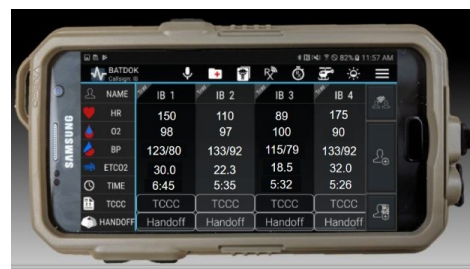 82% 11:57 AM
BATDOK
Callsign: IB
Rx
NAME IB 1 IB 2 IB 3 IB 4
HR 150 110 89 175
O2 98 97 100 90
BP 123/80 133/92 115/79 133/92
ETCO2 30.0 22.3 18.5 32.0
TIME 6:45 5:35 5:32 5:26
TCCC TCCC TCCC TCCC TCCC
HANDOFF Handoff Handoff Handoff Handoff
SAMSUNG